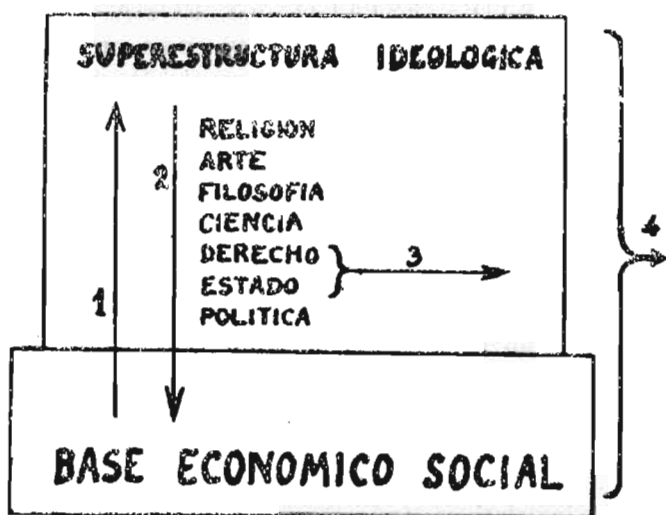 SUPERESTRUCTURA IDEOLOGICA
RELIGION
ARTE
FILOSOFIA
CIENCIA
DERECHO
ESTADO
POLITICA
1
2
3
4
BASE ECONOMICO SOCIAL